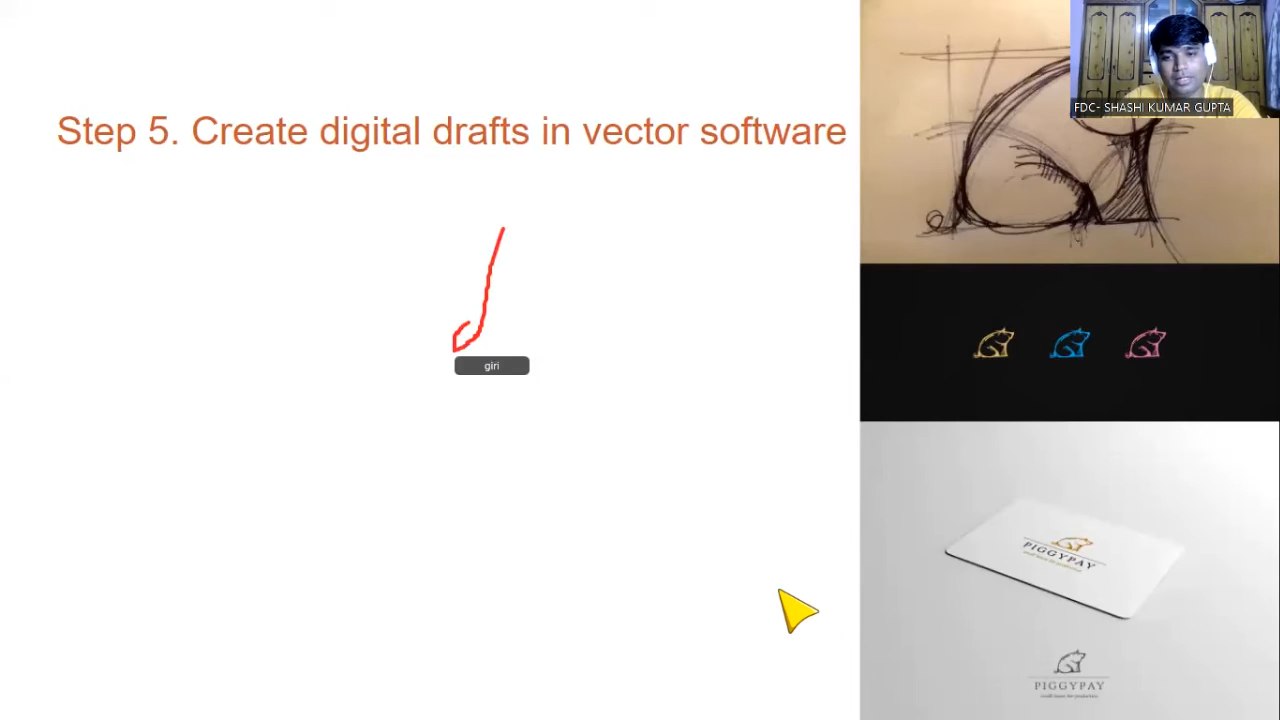 FDC- SHASHI KUMAR GUPTA
Step 5. Create digital drafts in vector software
giri
PIGGYPAY
PIGGYPAY